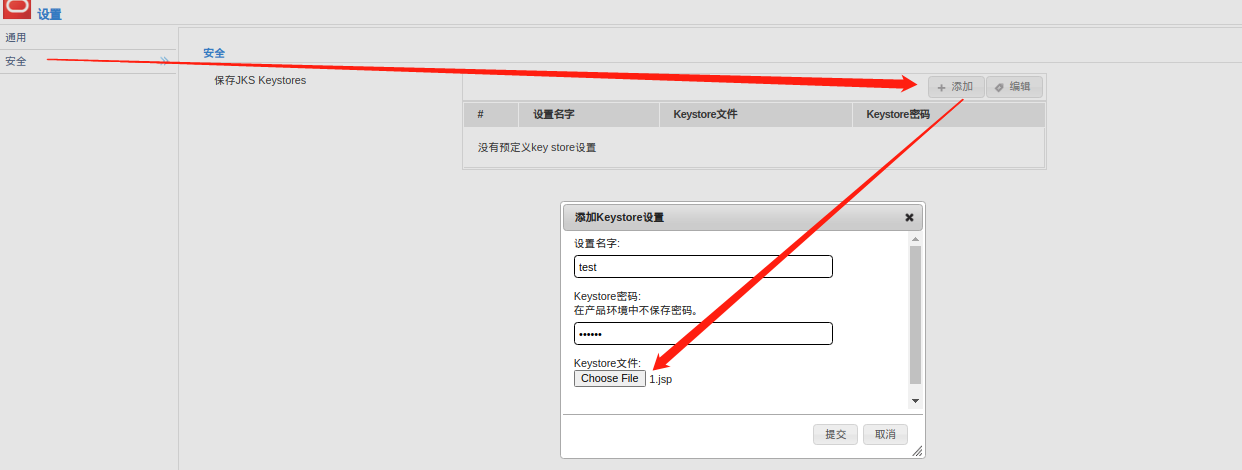 设置
通用
安全
安全
保存JKS Keystores
添加 编辑
# 设置名字 Keystore文件 Keystore密码
没有预定义key store设置
添加Keystore设置
设置名字:
test
Keystore密码:
在产品环境中不保存密码。
••••••
Keystore文件:
Choose File 1.jsp
提交 取消